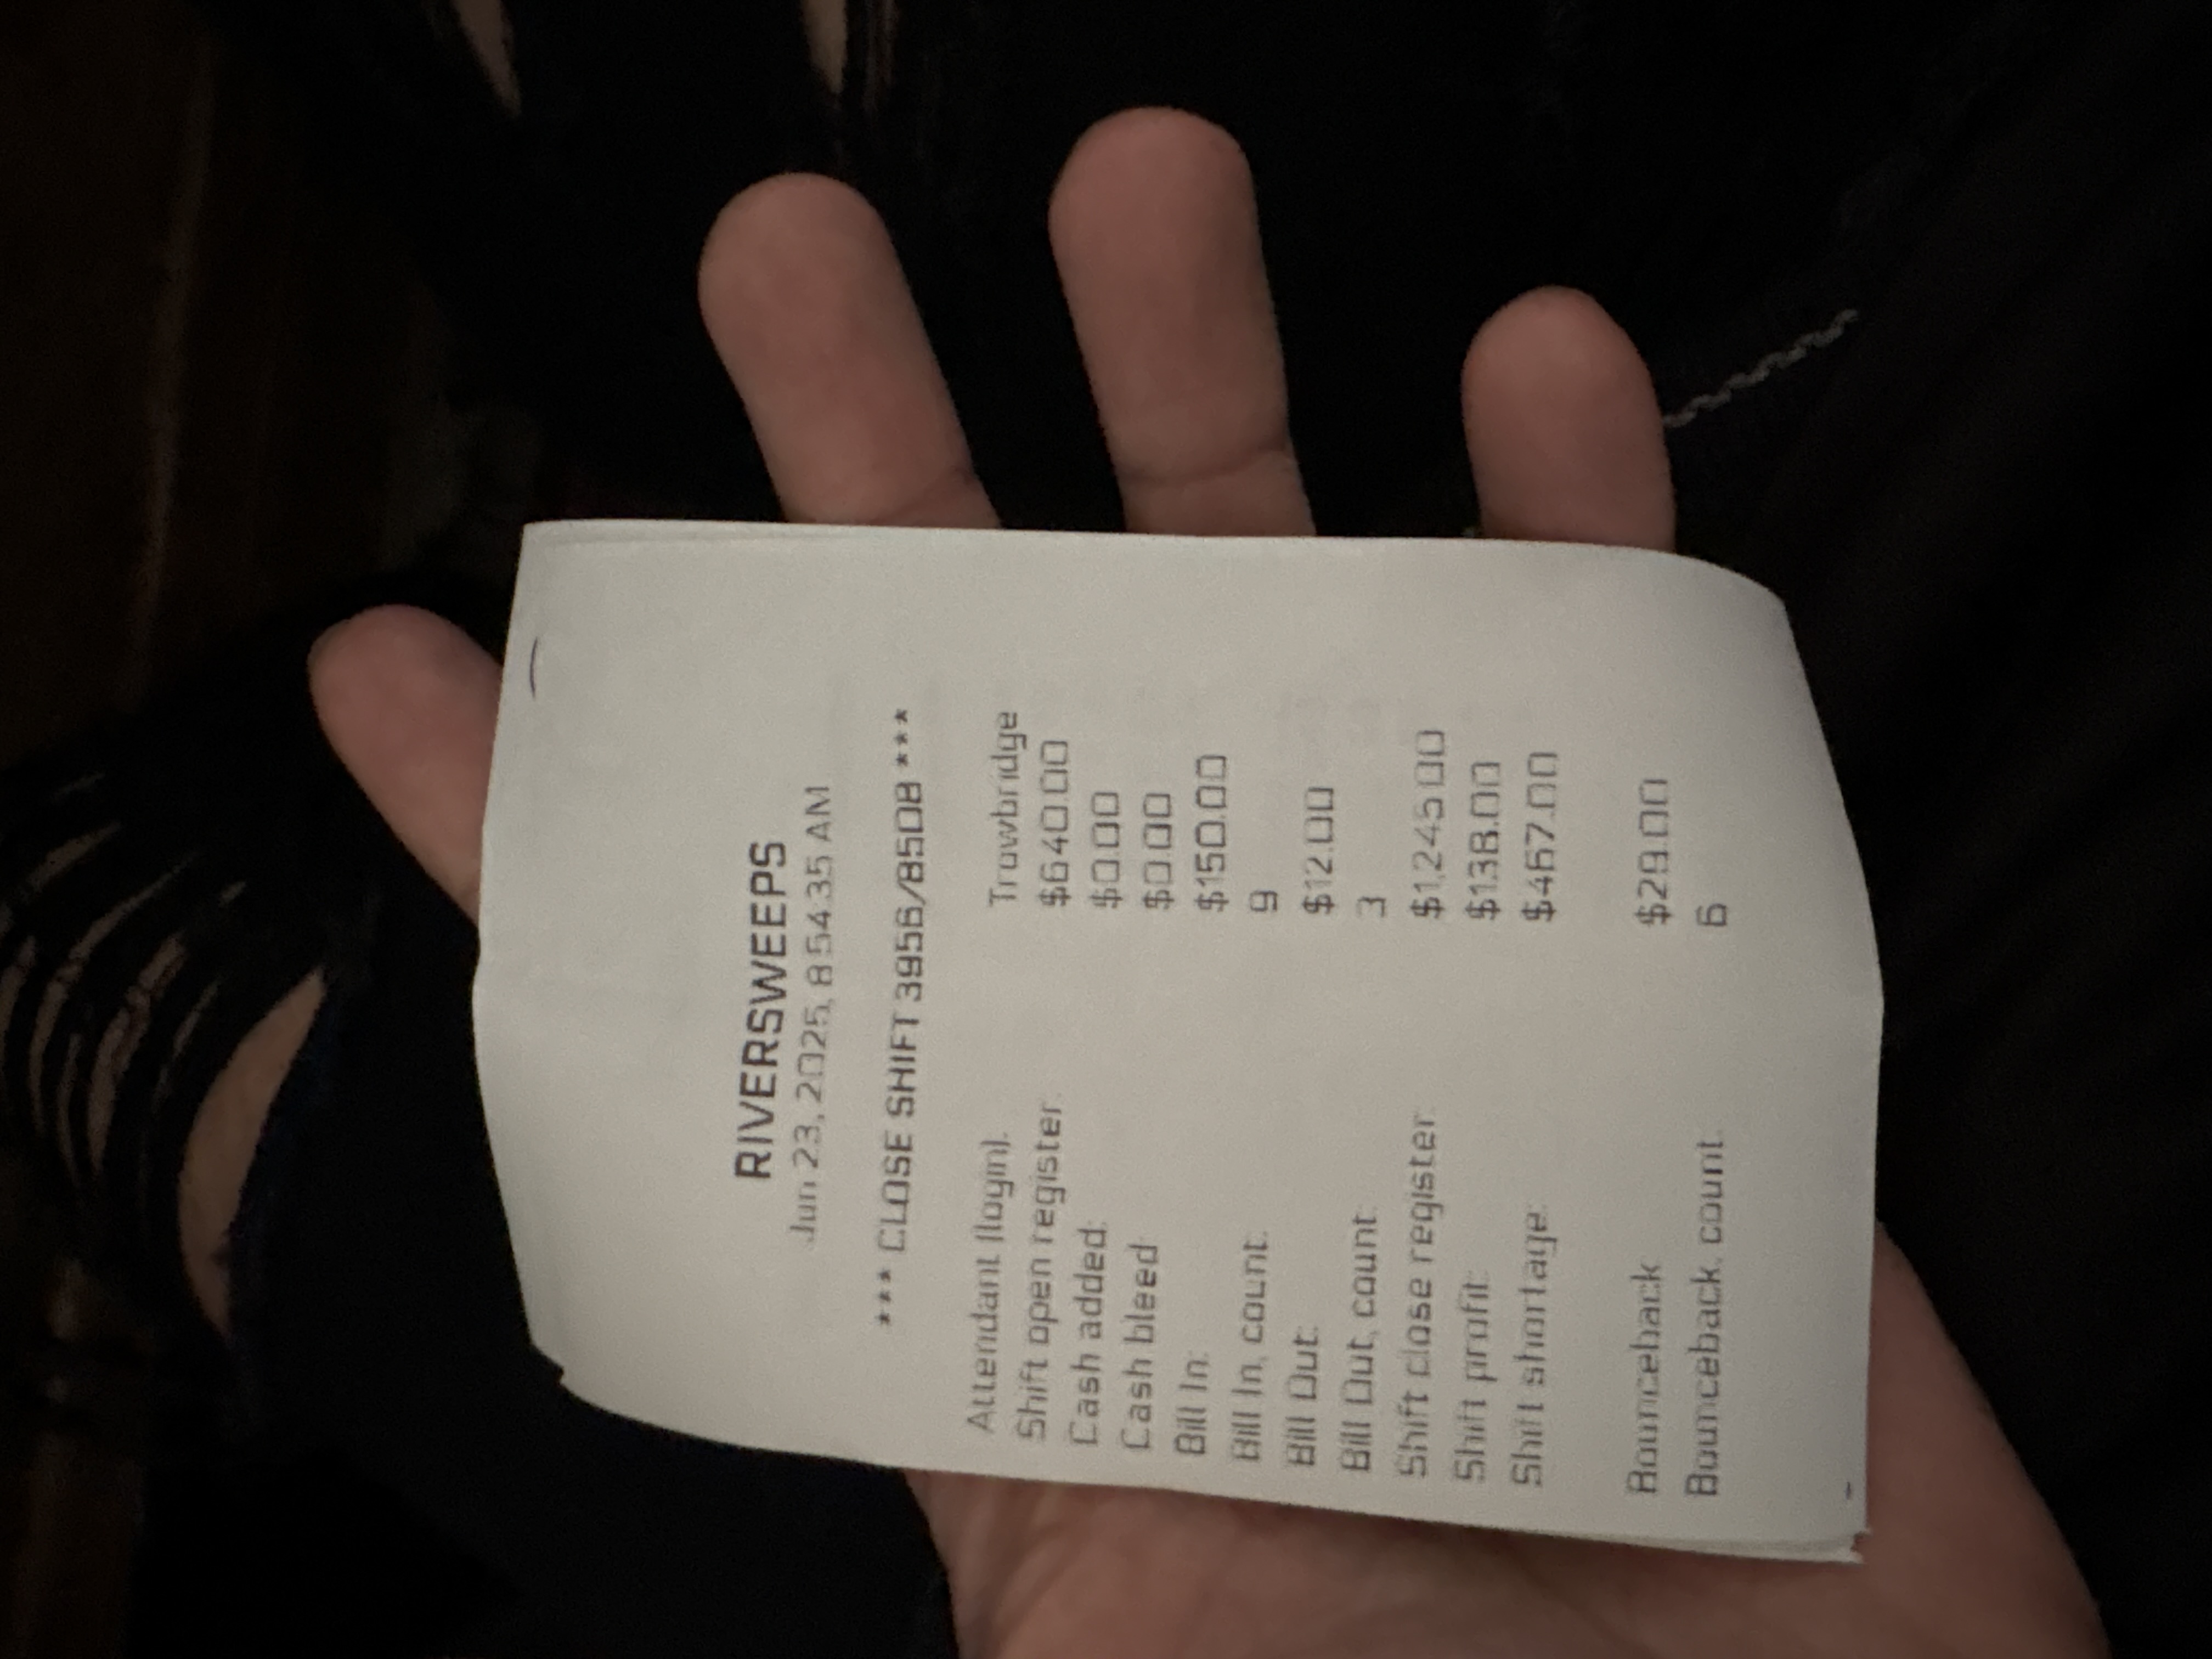 RIVERSWEEPS
Jun 23, 2025, 8:54:35 AM
*** CLOSE SHIFT 3956/8508 ***
Attendant (login): Trowbridge
Shift open register: $640.00
Cash added: $0.00
Cash bleed: $0.00
Bill In: $150.00
Bill In, count: 9
Bill Out: $12.00
Bill Out, count: 3
Shift close register: $1,245.00
Shift profit: $138.00
Shift shortage: $467.00
Bounceback $29.00
Bounceback, count: 6